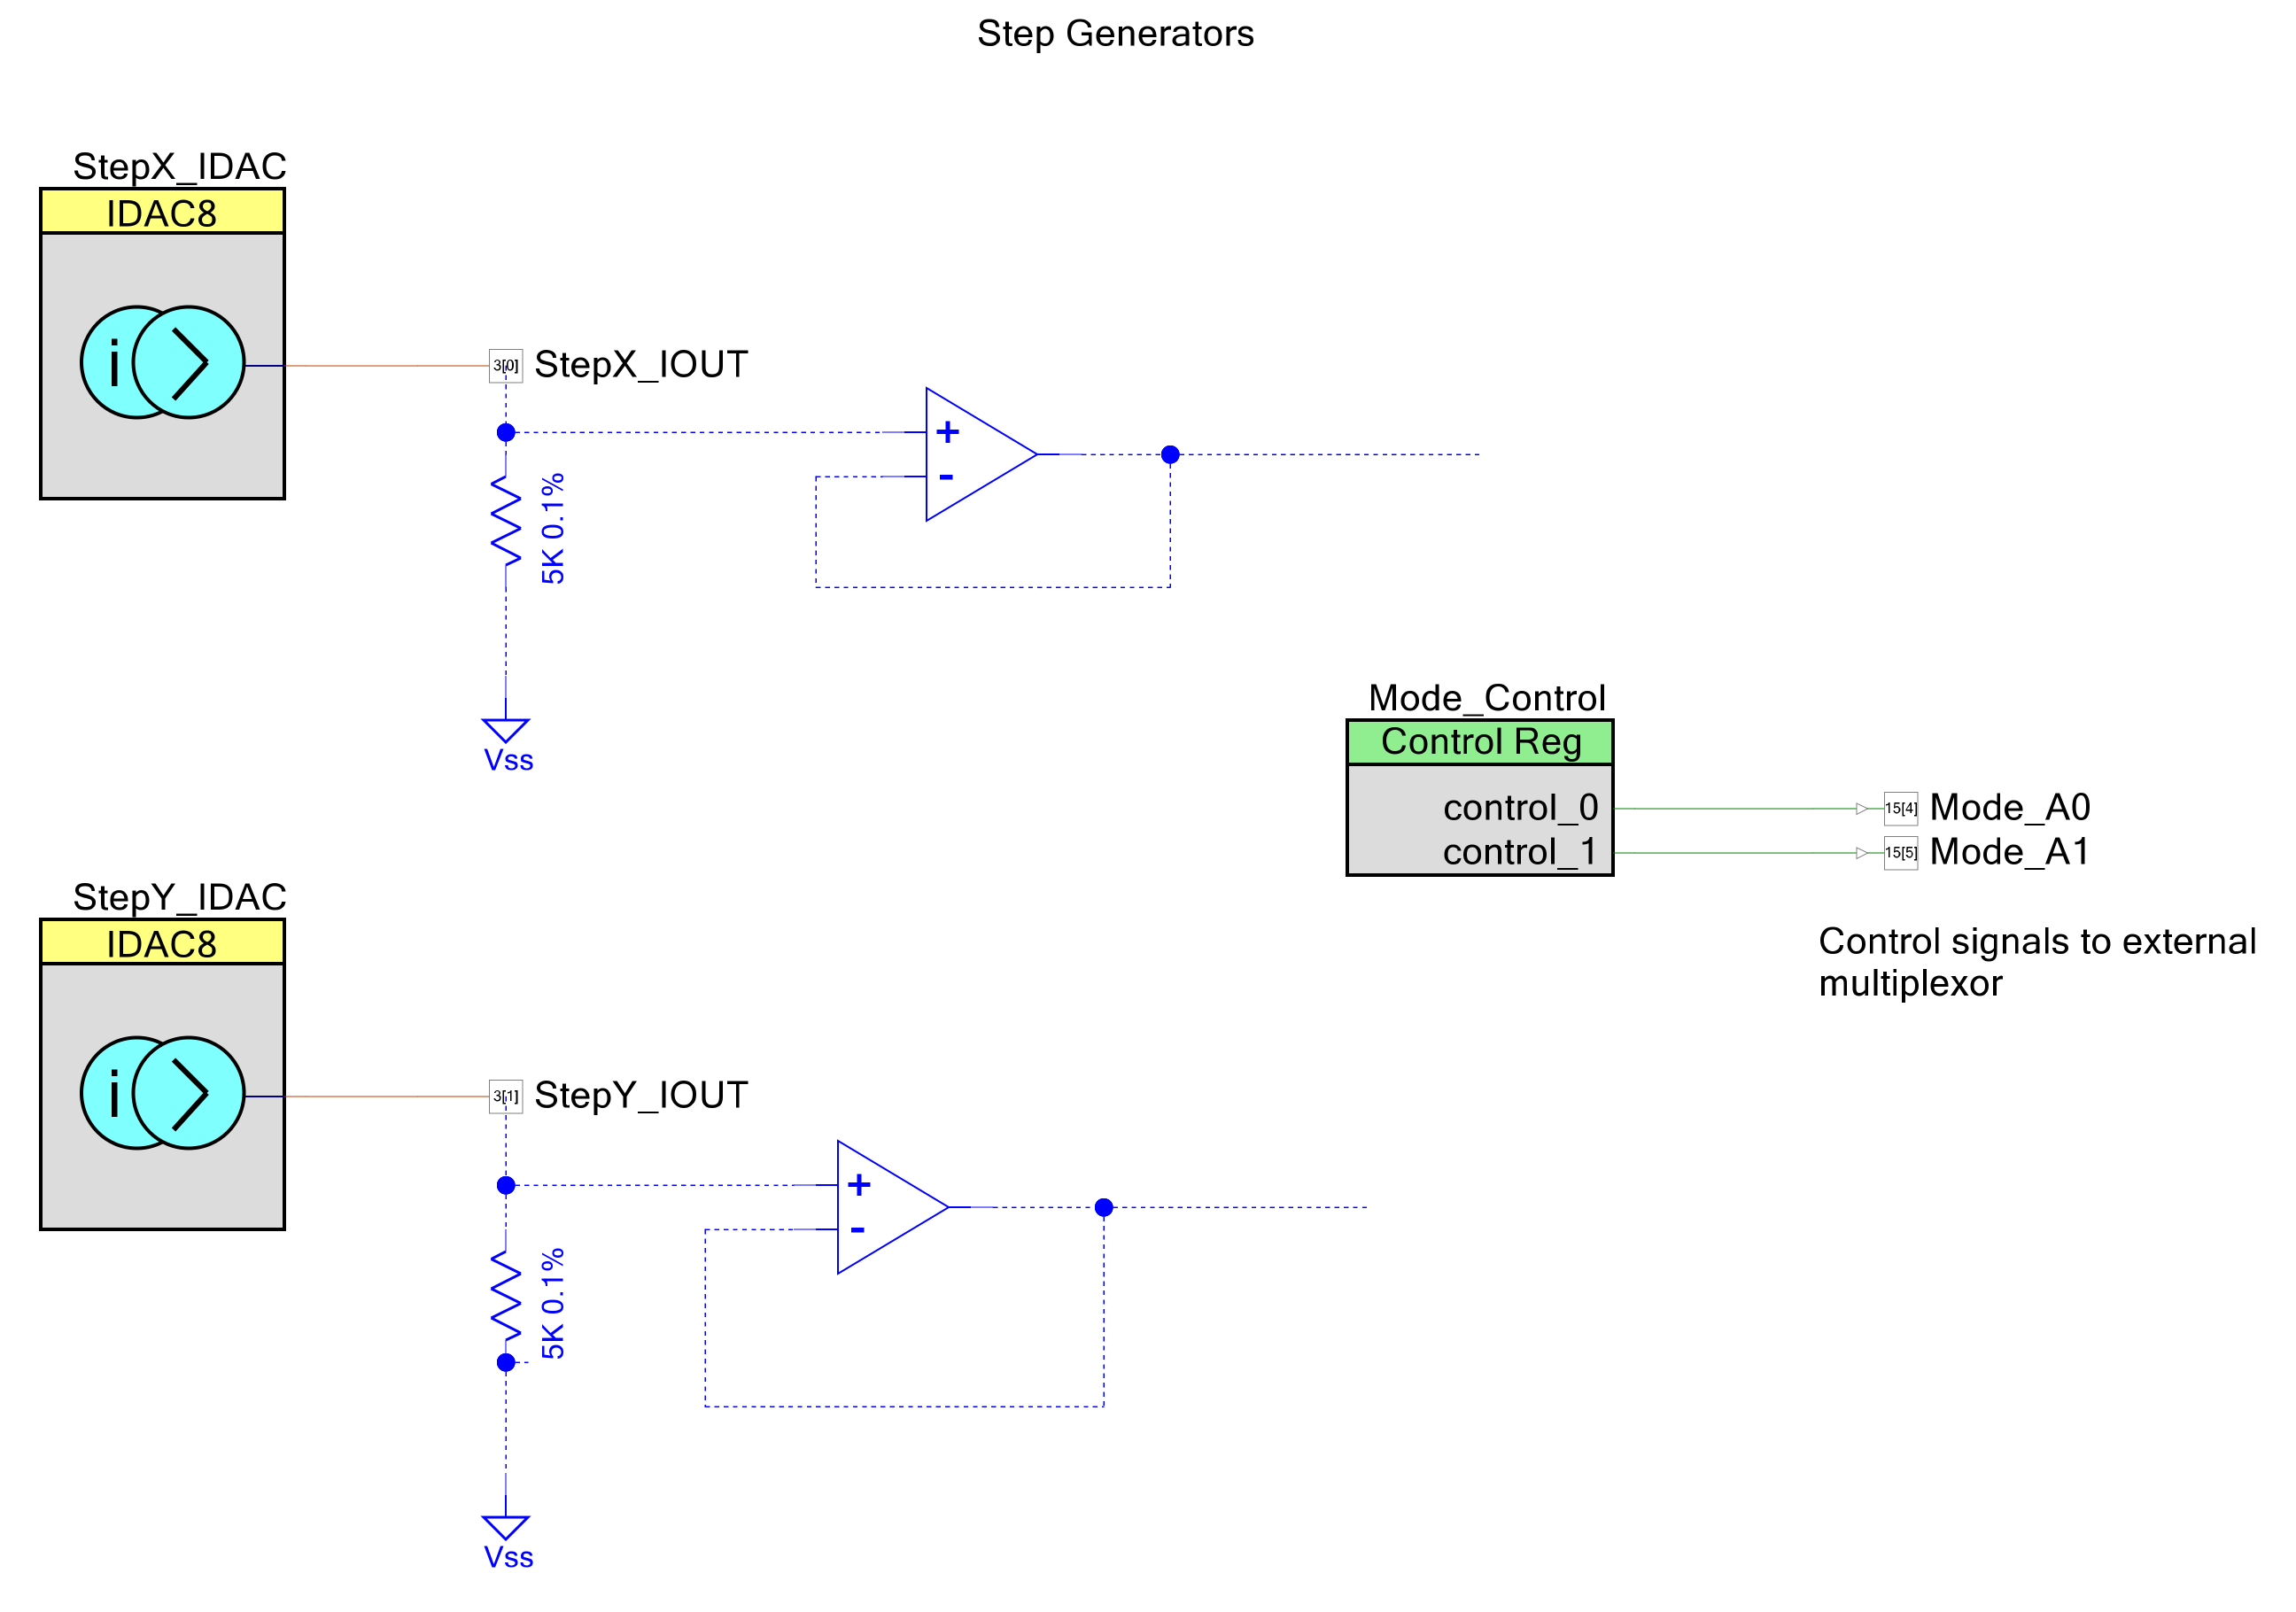 Step Generators
StepX_IDAC
IDAC8
i
3[0]
StepX_IOUT
+
-
5K 0.1%
Vss
Mode_Control
Control Reg
control_0
15[4]
Mode_A0
control_1
15[5]
Mode_A1
Control signals to external
multiplexor
StepY_IDAC
IDAC8
i
3[1]
StepY_IOUT
+
-
5K 0.1%
Vss